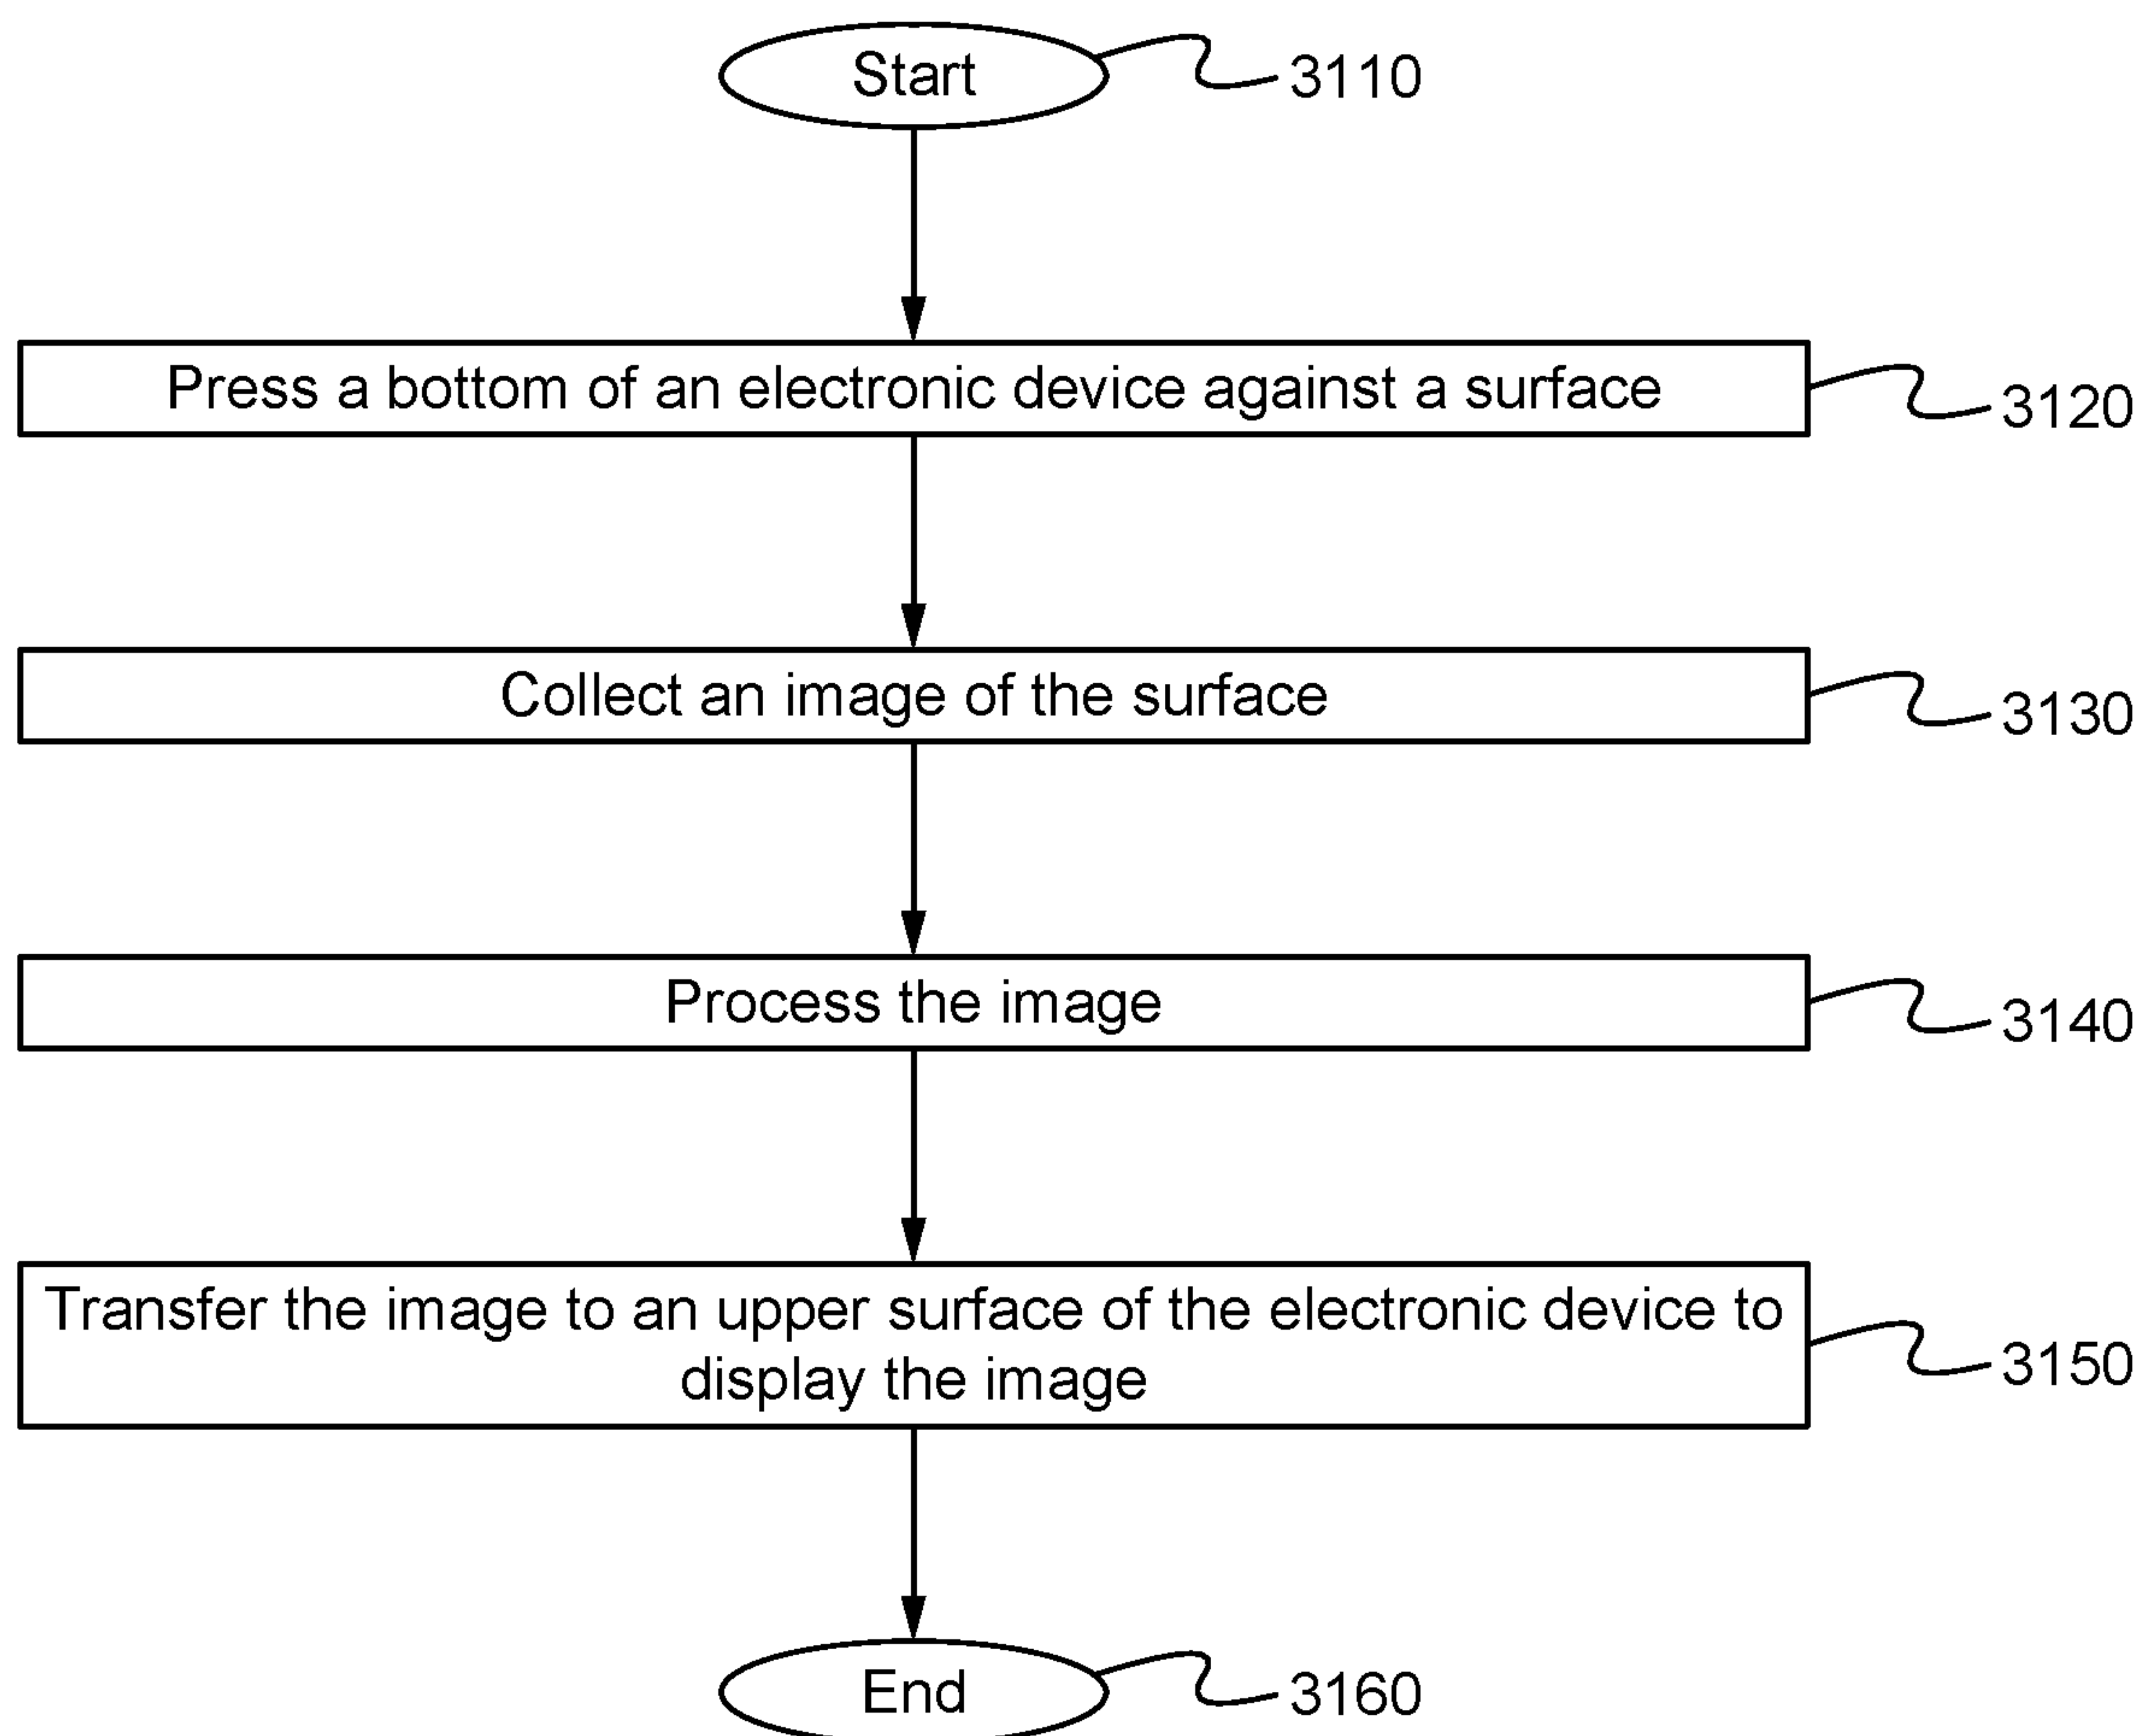 Start
3110
Press a bottom of an electronic device against a surface
3120
Collect an image of the surface
3130
Process the image
3140
Transfer the image to an upper surface of the electronic device to
display the image
3150
End
3160